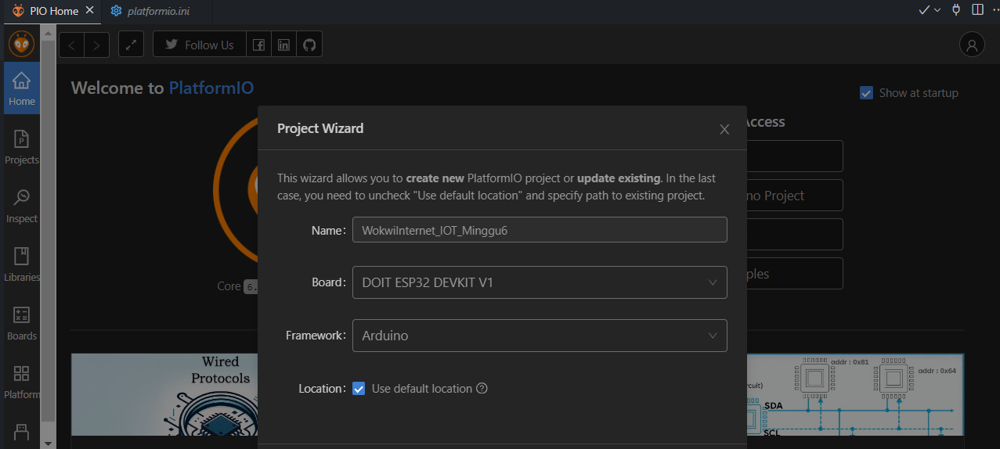 PIO Home
platformio.ini
Follow Us
Home
Welcome to PlatformIO
Show at startup
Projects
Inspect
Libraries
Boards
Platform
Project Wizard
This wizard allows you to create new PlatformIO project or update existing. In the last
case, you need to uncheck "Use default location" and specify path to existing project.
Name:
WokwiInternet_IOT_Minggu6
Board:
DOIT ESP32 DEVKIT V1
Framework:
Arduino
Location:
Use default location
Access
no Project
ples
Core 6.
Wired
Protocols
addr : 0x81
addr : 0x64
rcuit)
SDA
SCL